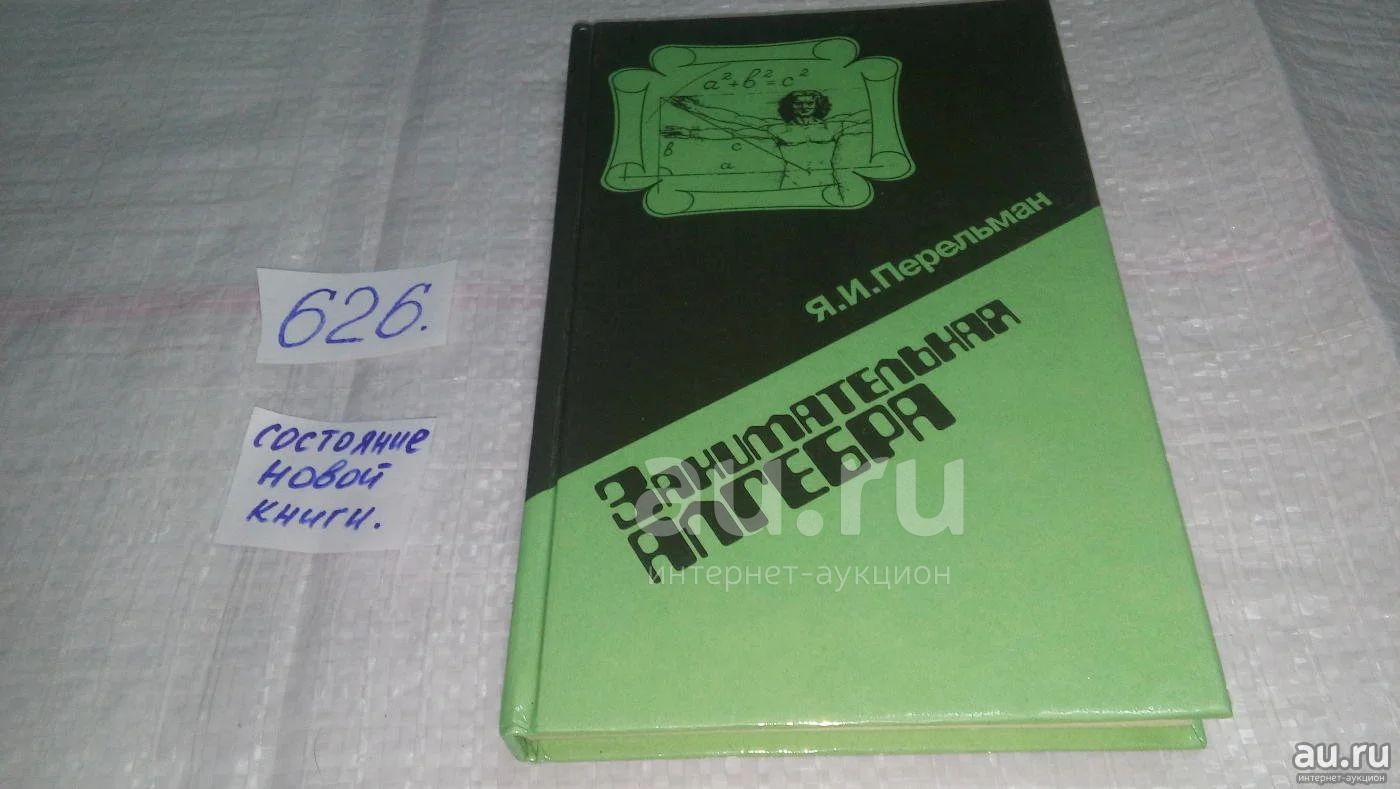 a²+b²=c²
в
c
a
Я.И.Перельман
ЗАНИМАТЕЛЬНАЯ
АЛГЕБРА
626.
СОСТОЯНИЕ
НОВОЙ
КНИГИ.
au.ru
интернет-аукцион
au.ru
интернет-аукцион